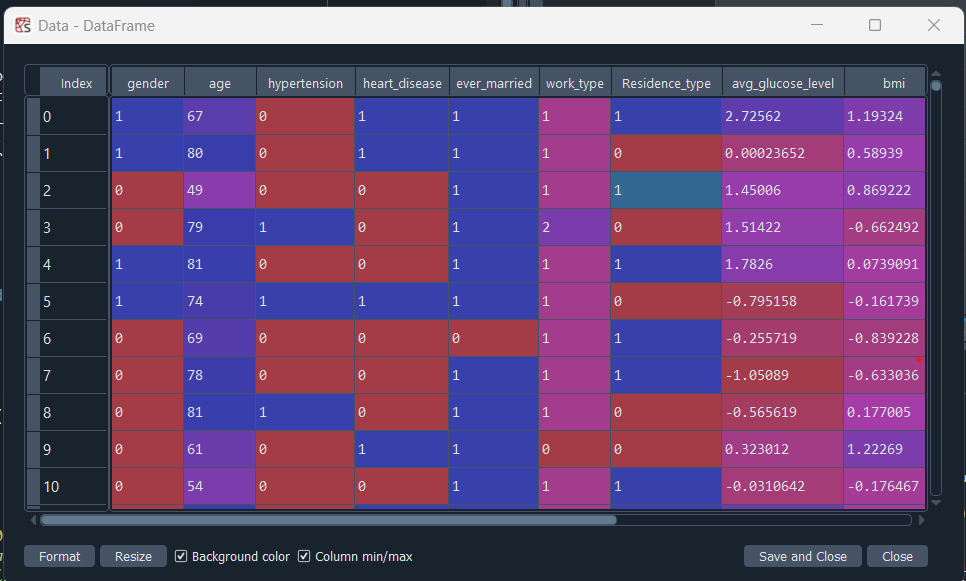 Data - DataFrame
Index gender age hypertension heart_disease ever_married work_type Residence_type avg_glucose_level bmi
0 1 67 0 1 1 1 1 2.72562 1.19324
1 1 80 0 1 1 1 0 0.00023652 0.58939
2 0 49 0 0 1 1 1 1.45006 0.869222
3 0 79 1 0 1 2 0 1.51422 -0.662492
4 1 81 0 0 1 1 1 1.7826 0.0739091
5 1 74 1 1 1 1 0 -0.795158 -0.161739
6 0 69 0 0 0 1 1 -0.255719 -0.839228
7 0 78 0 0 1 1 1 -1.05089 -0.633036
8 0 81 1 0 1 1 0 -0.565619 0.177005
9 0 61 0 1 1 0 0 0.323012 1.22269
10 0 54 0 0 1 1 1 -0.0310642 -0.176467
Format Resize Background color Column min/max Save and Close Close